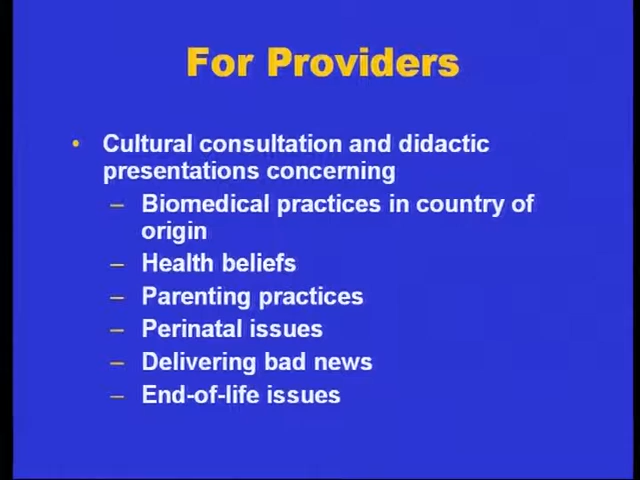 For Providers
• Cultural consultation and didactic
presentations concerning
– Biomedical practices in country of
origin
– Health beliefs
– Parenting practices
– Perinatal issues
– Delivering bad news
– End-of-life issues